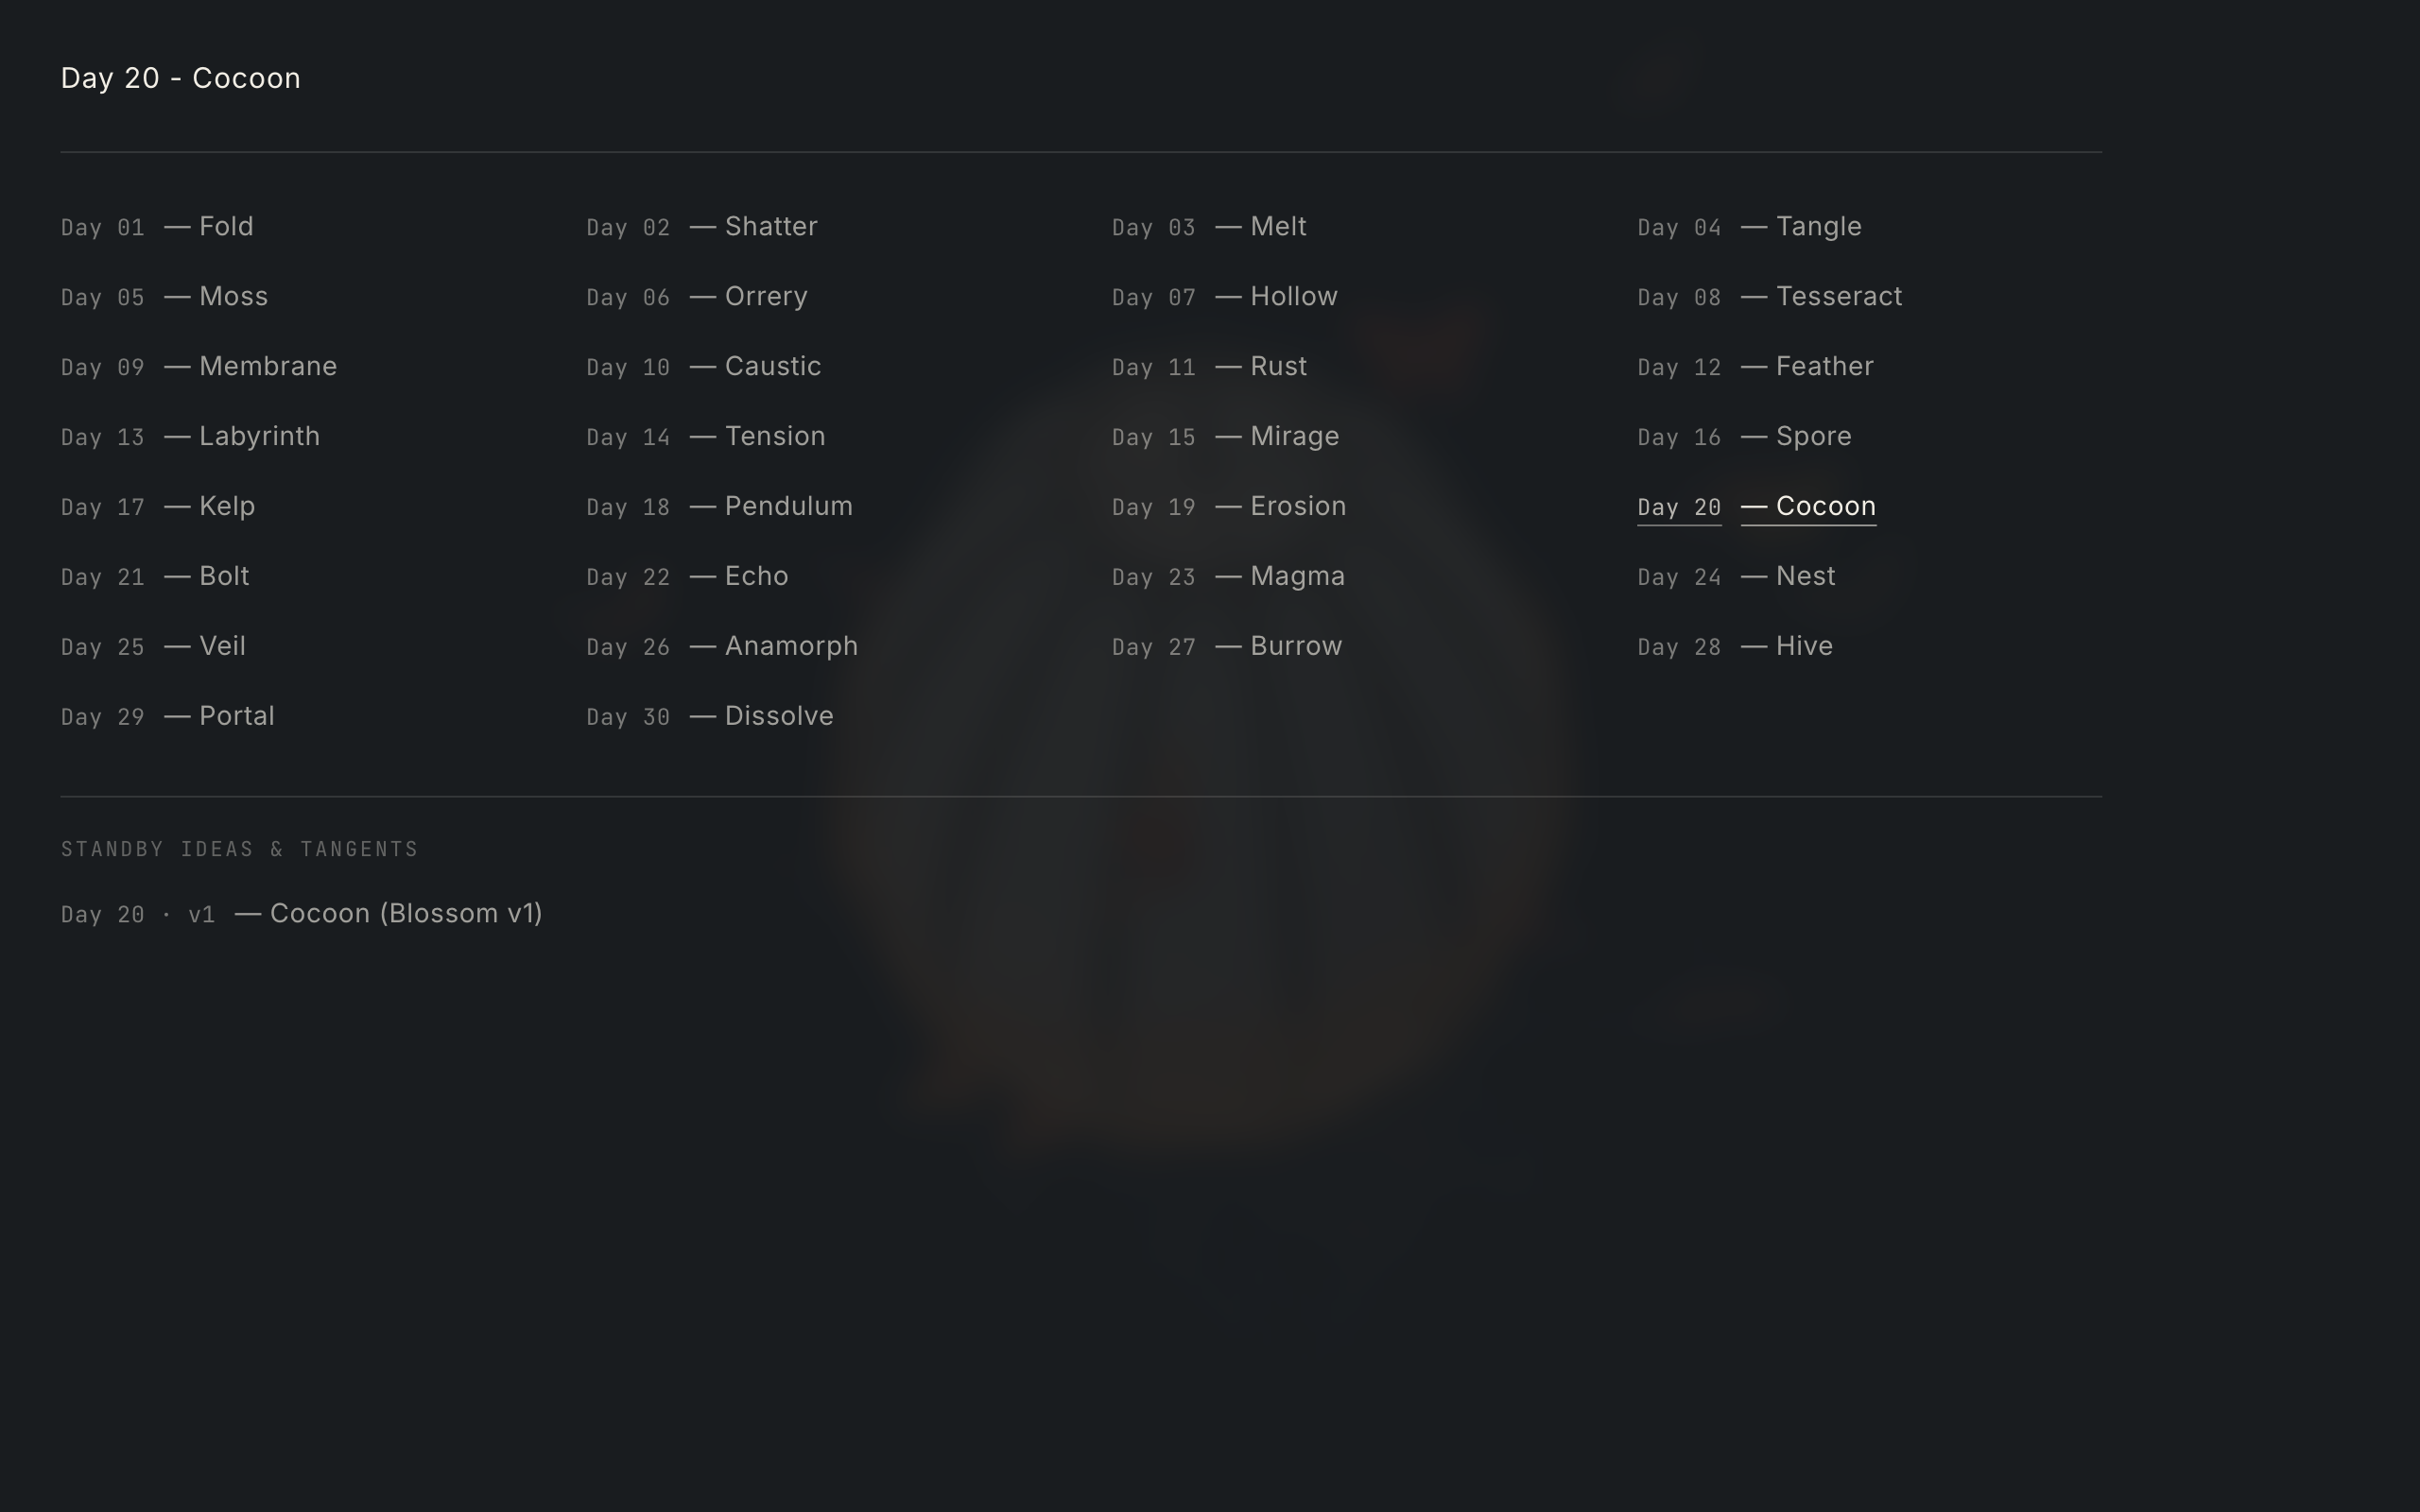 Day 20 - Cocoon
Day 01 — Fold
Day 02 — Shatter
Day 03 — Melt
Day 04 — Tangle
Day 05 — Moss
Day 06 — Orrery
Day 07 — Hollow
Day 08 — Tesseract
Day 09 — Membrane
Day 10 — Caustic
Day 11 — Rust
Day 12 — Feather
Day 13 — Labyrinth
Day 14 — Tension
Day 15 — Mirage
Day 16 — Spore
Day 17 — Kelp
Day 18 — Pendulum
Day 19 — Erosion
Day 20 — Cocoon
Day 21 — Bolt
Day 22 — Echo
Day 23 — Magma
Day 24 — Nest
Day 25 — Veil
Day 26 — Anamorph
Day 27 — Burrow
Day 28 — Hive
Day 29 — Portal
Day 30 — Dissolve
STANDBY IDEAS & TANGENTS
Day 20 · v1 — Cocoon (Blossom v1)